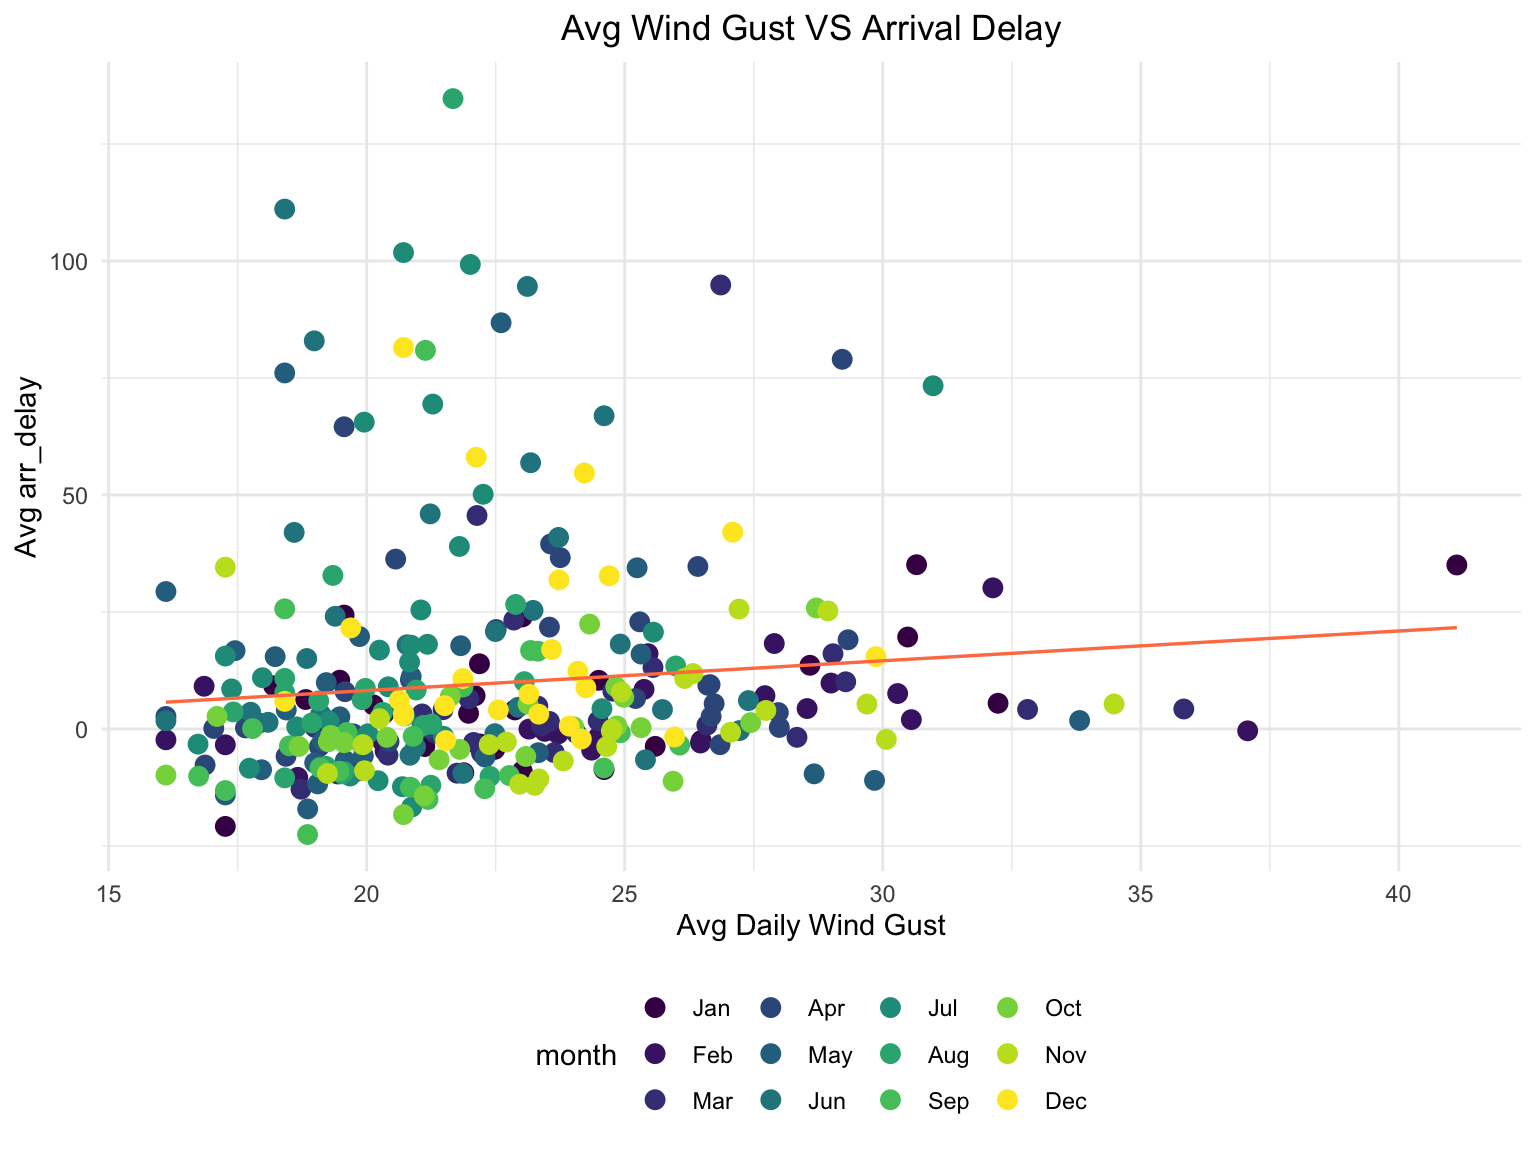 Avg Wind Gust VS Arrival Delay
Avg arr_delay
100
50
0
15 20 25 30 35 40
Avg Daily Wind Gust
month
Jan Apr Jul Oct
Feb May Aug Nov
Mar Jun Sep Dec